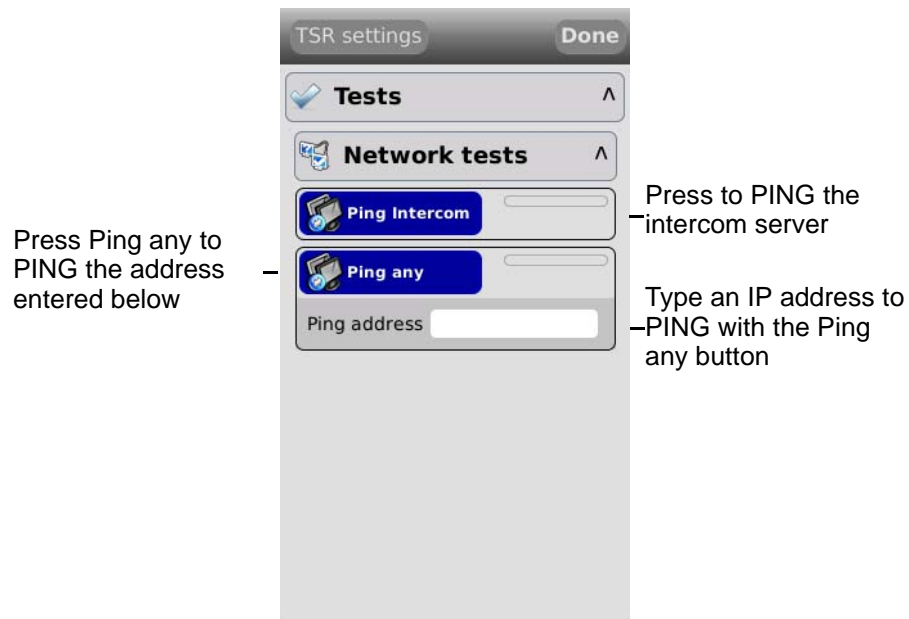 TSR settings Done
Tests ^
Network tests ^
Ping Intercom
Press to PING the
intercom server
Press Ping any to
PING the address
entered below
Ping any
Ping address
Type an IP address to
PING with the Ping
any button